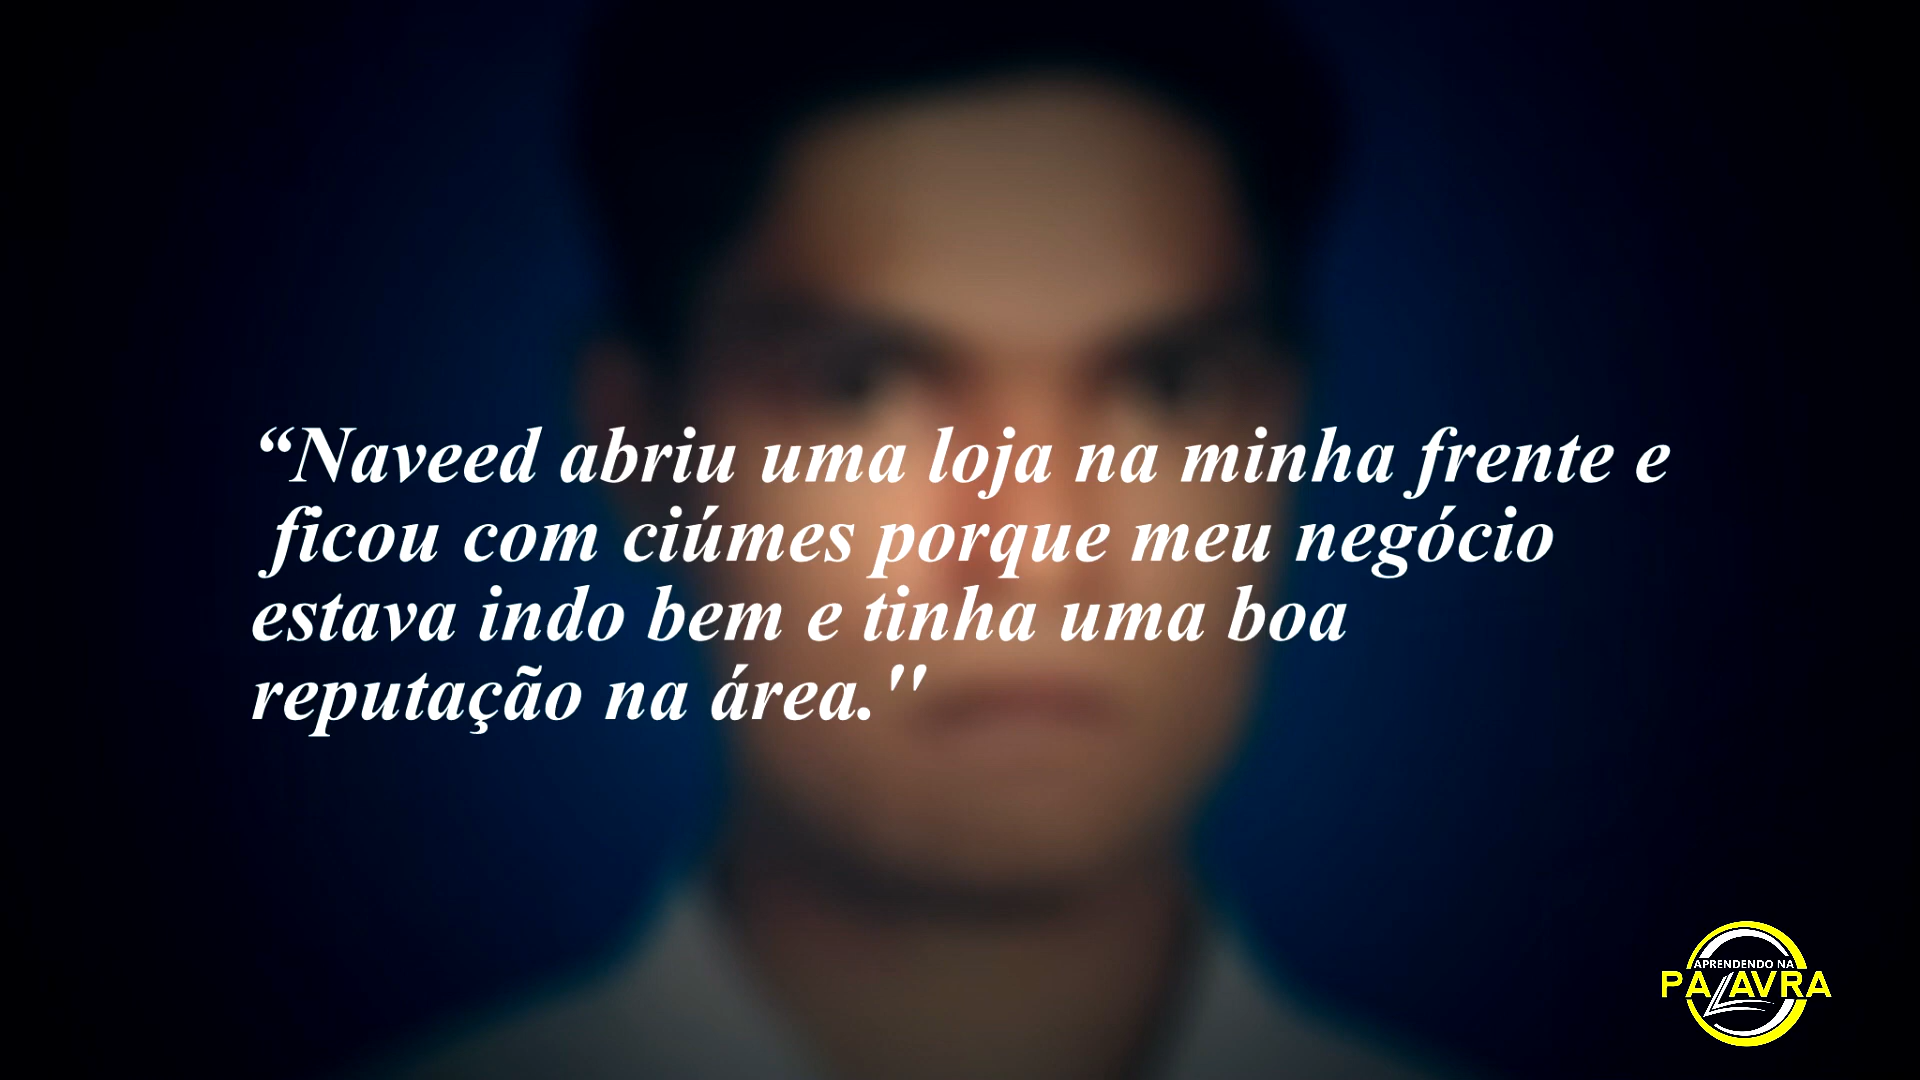 “Naveed abriu uma loja na minha frente e
ficou com ciúmes porque meu negócio
estava indo bem e tinha uma boa
reputação na área."
APRENDENDO NA
PALAVRA